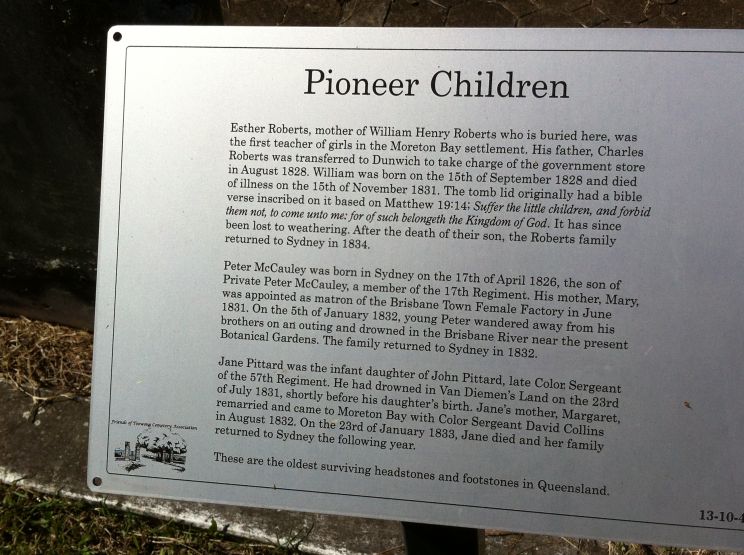 Pioneer Children
Esther Roberts, mother of William Henry Roberts who is buried here, was
the first teacher of girls in the Moreton Bay settlement. His father, Charles
Roberts was transferred to Dunwich to take charge of the government store
in August 1828. William was born on the 15th of September 1828 and died
of illness on the 15th of November 1831. The tomb lid originally had a bible
verse inscribed on it based on Matthew 19:14; Suffer the little children, and forbid
them not, to come unto me: for of such belongeth the Kingdom of God. It has since
been lost to weathering. After the death of their son, the Roberts family
returned to Sydney in 1834.
Peter McCauley was born in Sydney on the 17th of April 1826, the son of
Private Peter McCauley, a member of the 17th Regiment. His mother, Mary,
was appointed as matron of the Brisbane Town Female Factory in June
1831. On the 5th of January 1832, young Peter wandered away from his
brothers on an outing and drowned in the Brisbane River near the present
Botanical Gardens. The family returned to Sydney in 1832.
Jane Pittard was the infant daughter of John Pittard, late Color Sergeant
of the 57th Regiment. He had drowned in Van Diemen's Land on the 23rd
of July 1831, shortly before his daughter's birth. Jane's mother, Margaret,
remarried and came to Moreton Bay with Color Sergeant David Collins
in August 1832. On the 23rd of January 1833, Jane died and her family
returned to Sydney the following year.
These are the oldest surviving headstones and footstones in Queensland.
Friends of Toowong Cemetery Association
13-10-4